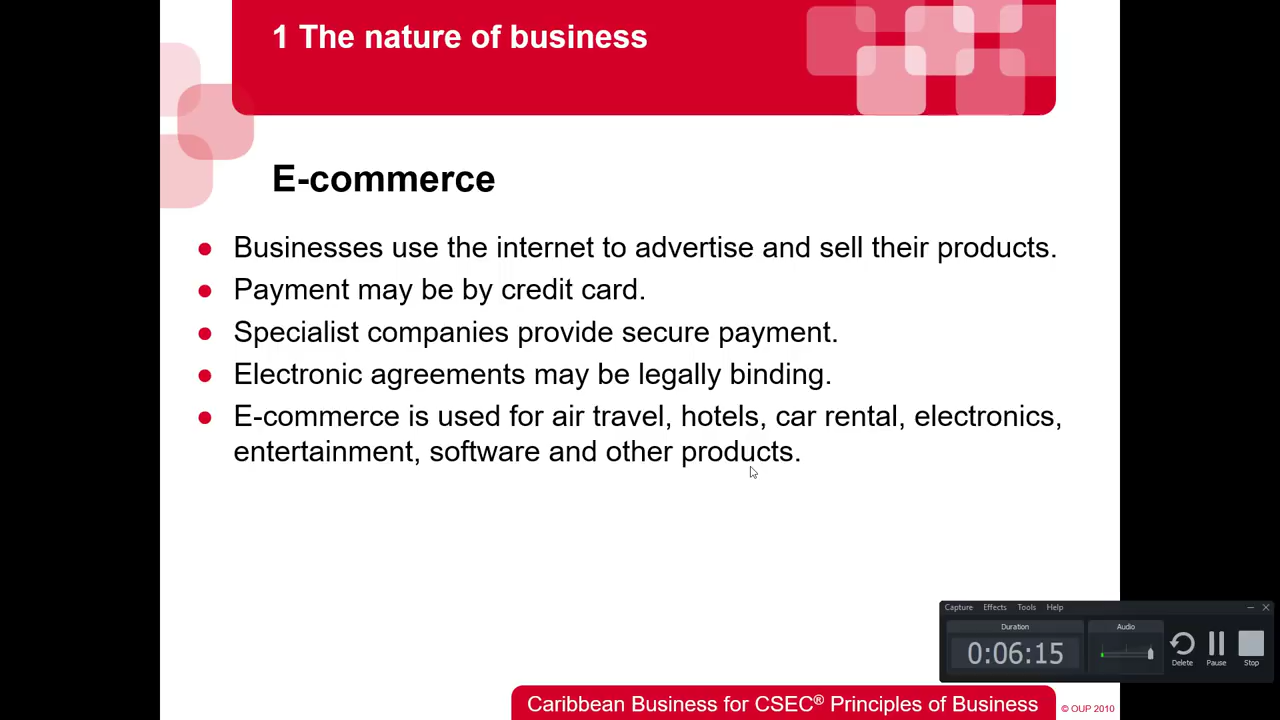 1 The nature of business
E-commerce
● Businesses use the internet to advertise and sell their products.
● Payment may be by credit card.
● Specialist companies provide secure payment.
● Electronic agreements may be legally binding.
● E-commerce is used for air travel, hotels, car rental, electronics,
entertainment, software and other products.
Capture Effects Tools Help
Duration Audio
0:06:15
Delete Pause Stop
Caribbean Business for CSEC® Principles of Business
© OUP 2010